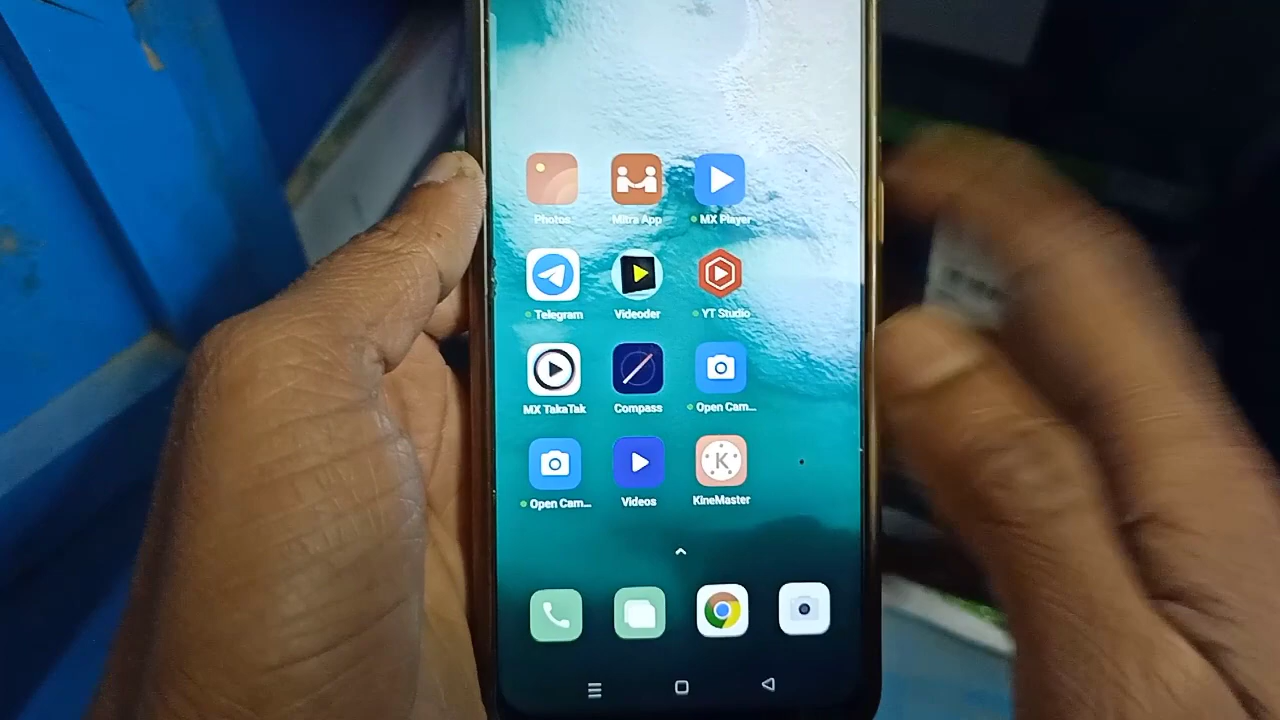 Photos Mitra App MX Player
Telegram Videoder YT Studio
MX TakaTak Compass Open Cam...
Open Cam... Videos KineMaster
K